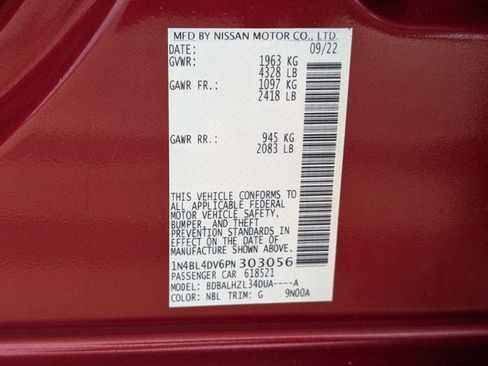 MFD BY NISSAN MOTOR CO., LTD.
DATE: 09/22
GVWR: 1963 KG
4328 LB
GAWR FR.: 1097 KG
2418 LB
GAWR RR.: 945 KG
2083 LB
THIS VEHICLE CONFORMS TO
ALL APPLICABLE FEDERAL
MOTOR VEHICLE SAFETY,
BUMPER, AND THEFT
PREVENTION STANDARDS IN
EFFECT ON THE DATE OF
MANUFACTURE SHOWN ABOVE.
1N4BL4DV6PN303056
PASSENGER CAR 618521
MODEL: BDBALHZL34DUA----A
COLOR: NBL TRIM: G 9N00A